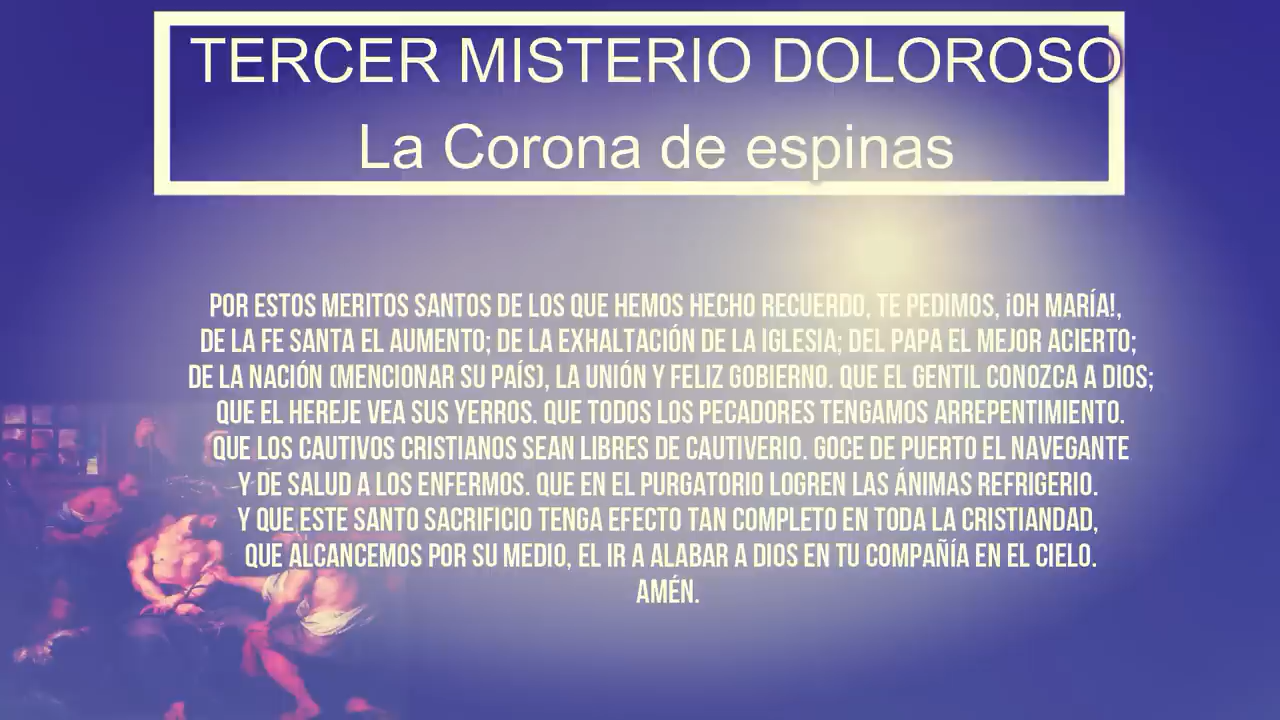 TERCER MISTERIO DOLOROSO
La Corona de espinas
POR ESTOS MERITOS SANTOS DE LOS QUE HEMOS HECHO RECUERDO, TE PEDIMOS, ¡OH MARÍA!,
DE LA FE SANTA EL AUMENTO; DE LA EXHALTACIÓN DE LA IGLESIA; DEL PAPA EL MEJOR ACIERTO;
DE LA NACIÓN (MENCIONAR SU PAÍS), LA UNIÓN Y FELIZ GOBIERNO. QUE EL GENTIL CONOZCA A DIOS;
QUE EL HEREJE VEA SUS YERROS. QUE TODOS LOS PECADORES TENGAMOS ARREPENTIMIENTO.
QUE LOS CAUTIVOS CRISTIANOS SEAN LIBRES DE CAUTIVERIO. GOCE DE PUERTO EL NAVEGANTE
Y DE SALUD A LOS ENFERMOS. QUE EN EL PURGATORIO LOGREN LAS ÁNIMAS REFRIGERIO.
Y QUE ESTE SANTO SACRIFICIO TENGA EFECTO TAN COMPLETO EN TODA LA CRISTIANDAD,
QUE ALCANCEMOS POR SU MEDIO, EL IR A ALABAR A DIOS EN TU COMPAÑÍA EN EL CIELO.
AMÉN.